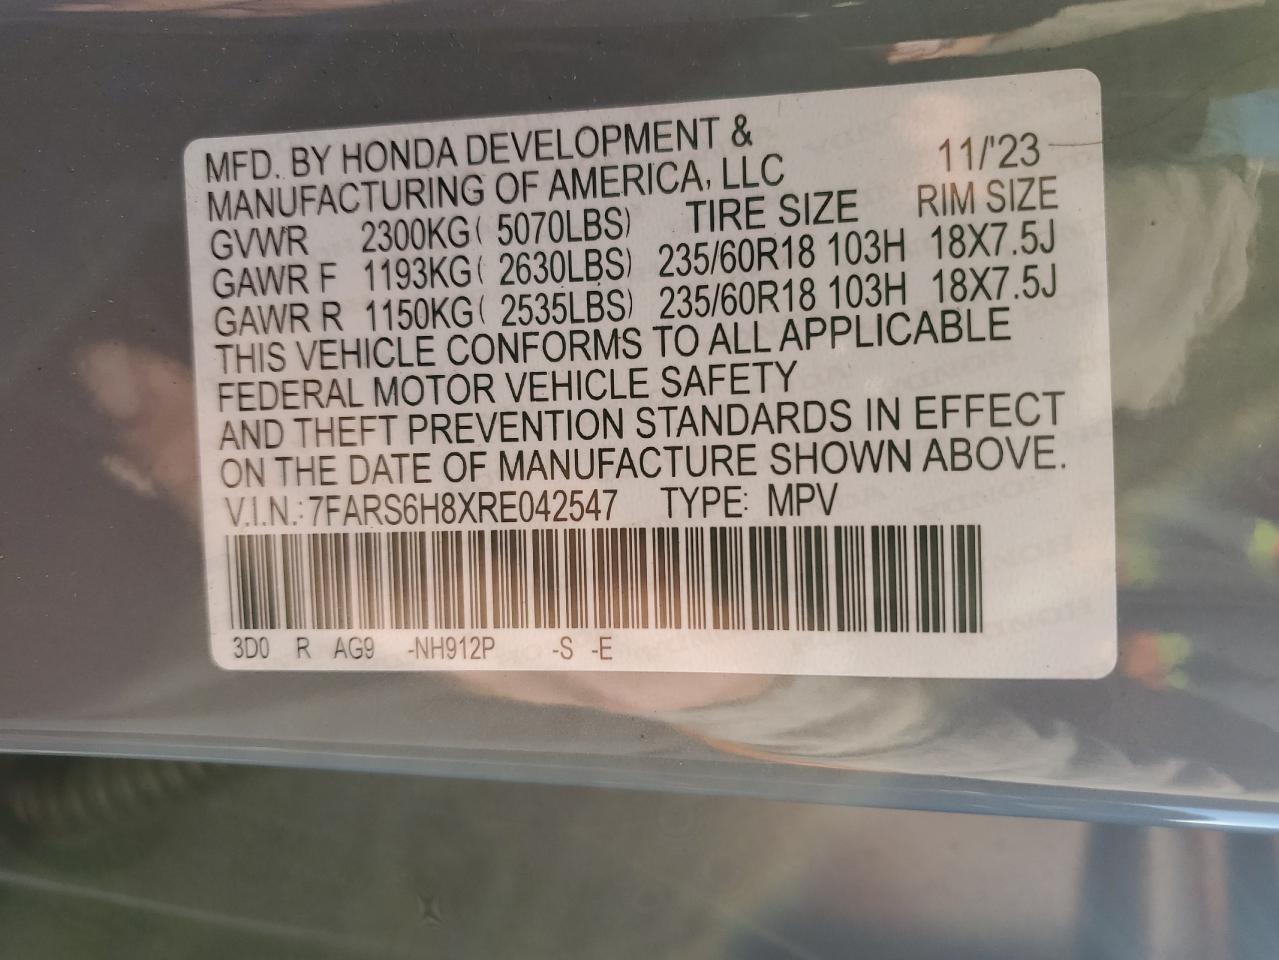 MFD. BY HONDA DEVELOPMENT &
MANUFACTURING OF AMERICA, LLC 11/'23
GVWR 2300KG( 5070LBS) TIRE SIZE RIM SIZE
GAWR F 1193KG( 2630LBS) 235/60R18 103H 18X7.5J
GAWR R 1150KG( 2535LBS) 235/60R18 103H 18X7.5J
THIS VEHICLE CONFORMS TO ALL APPLICABLE
FEDERAL MOTOR VEHICLE SAFETY
AND THEFT PREVENTION STANDARDS IN EFFECT
ON THE DATE OF MANUFACTURE SHOWN ABOVE.
V.I.N.: 7FARS6H8XRE042547 TYPE: MPV
3D0 R AG9 -NH912P -S -E